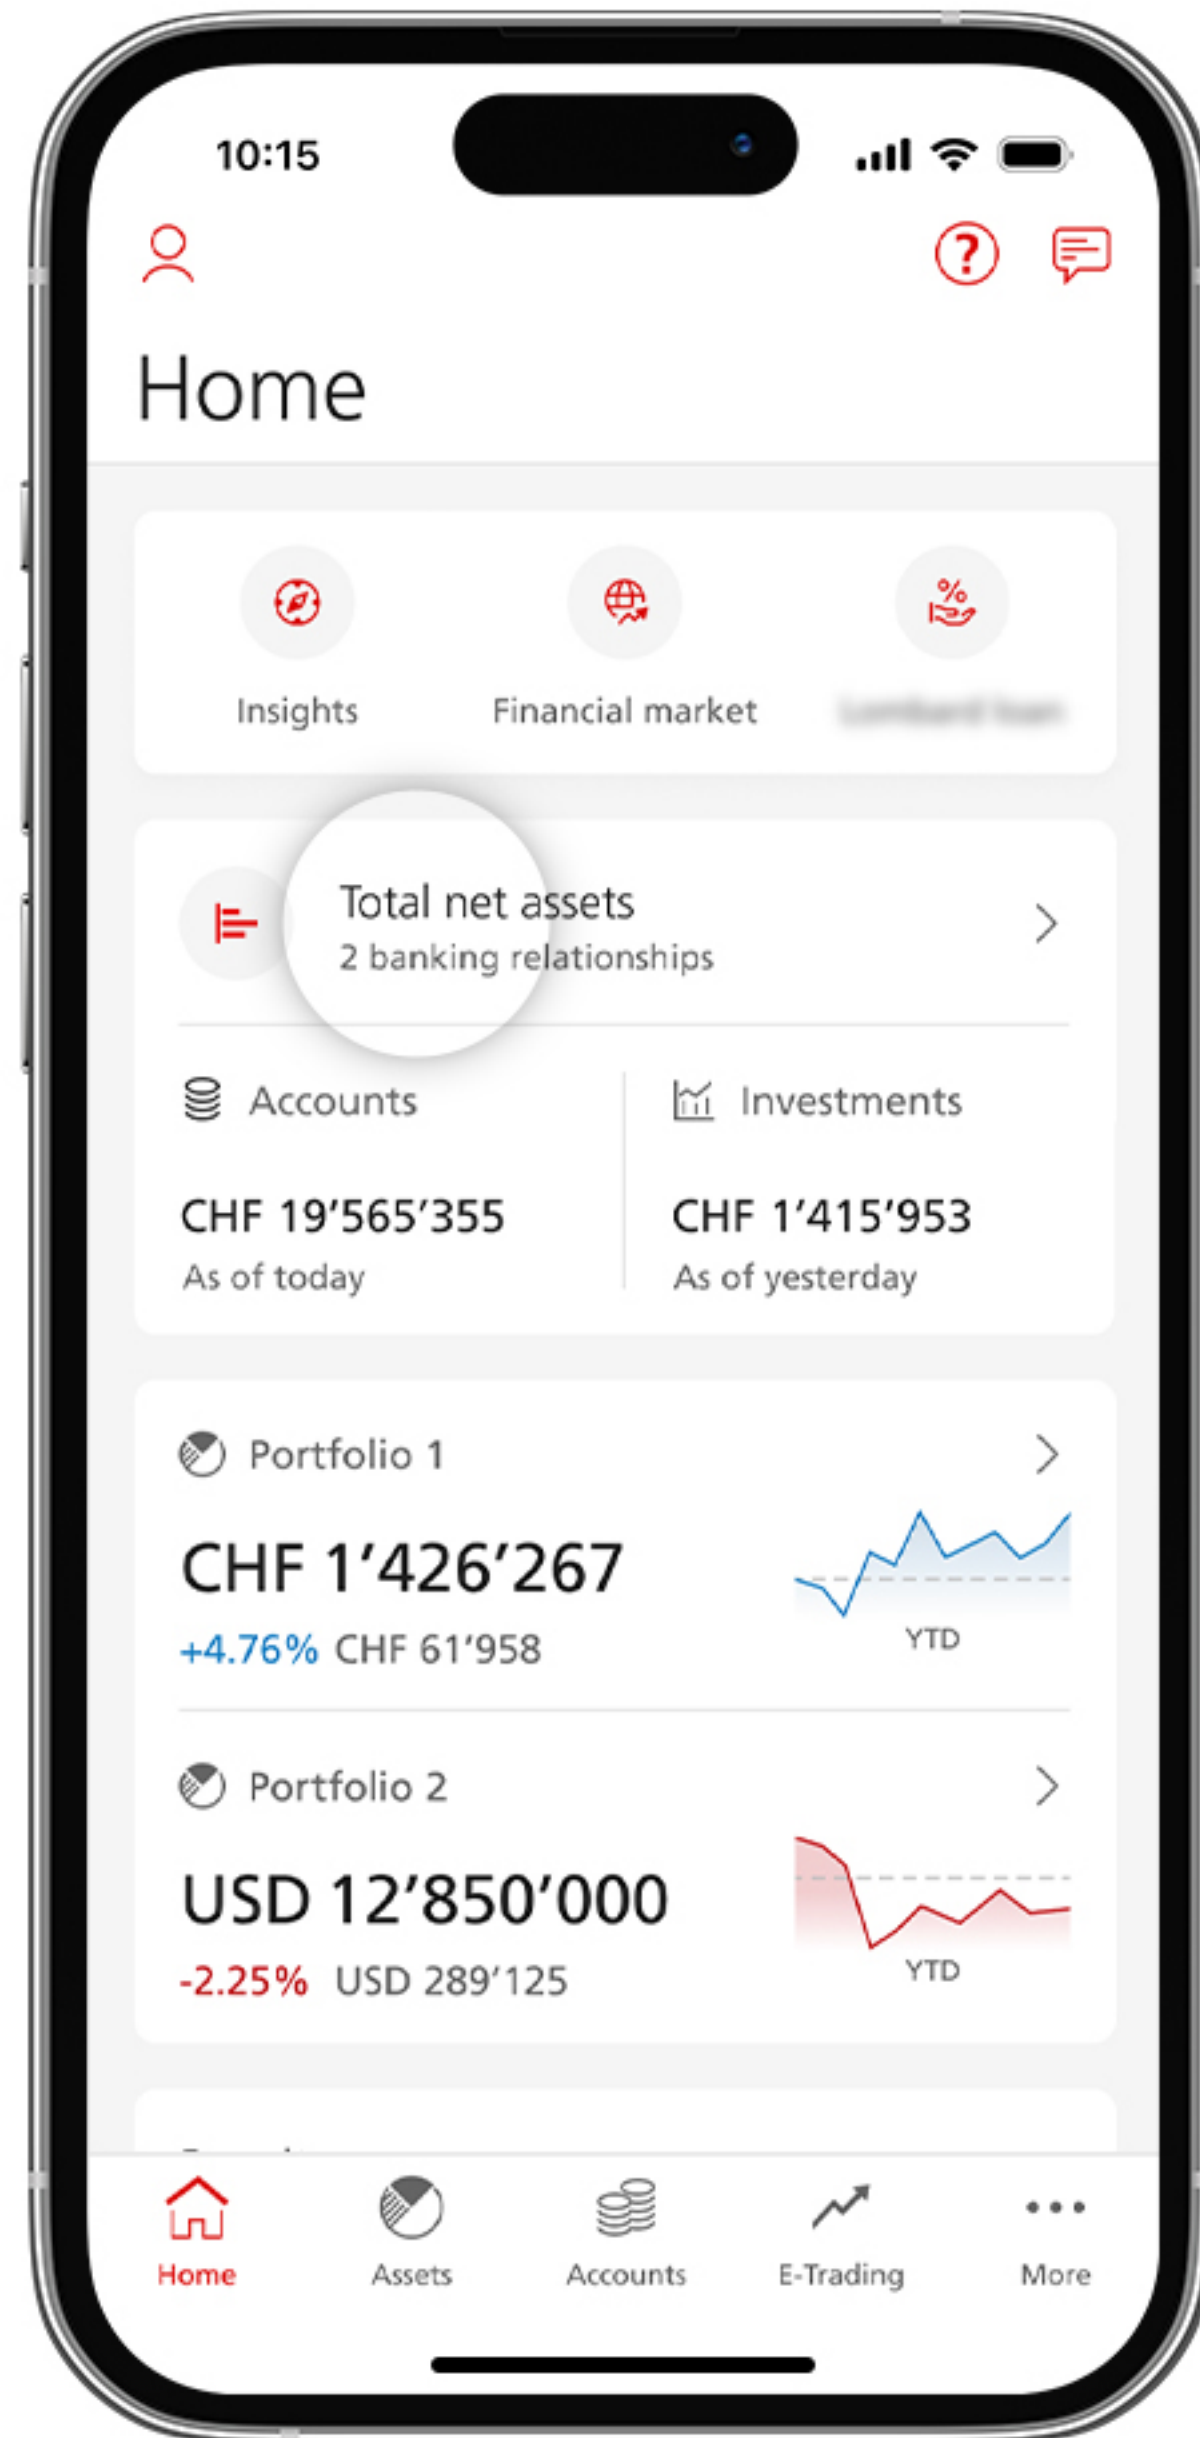 10:15
?
Home
Insights
Financial market
%
Total net assets
2 banking relationships
Accounts
Investments
CHF 19’565’355
CHF 1’415’953
As of today
As of yesterday
Portfolio 1
CHF 1’426’267
+4.76% CHF 61’958
YTD
Portfolio 2
USD 12’850’000
-2.25% USD 289’125
YTD
Home
Assets
Accounts
E-Trading
More